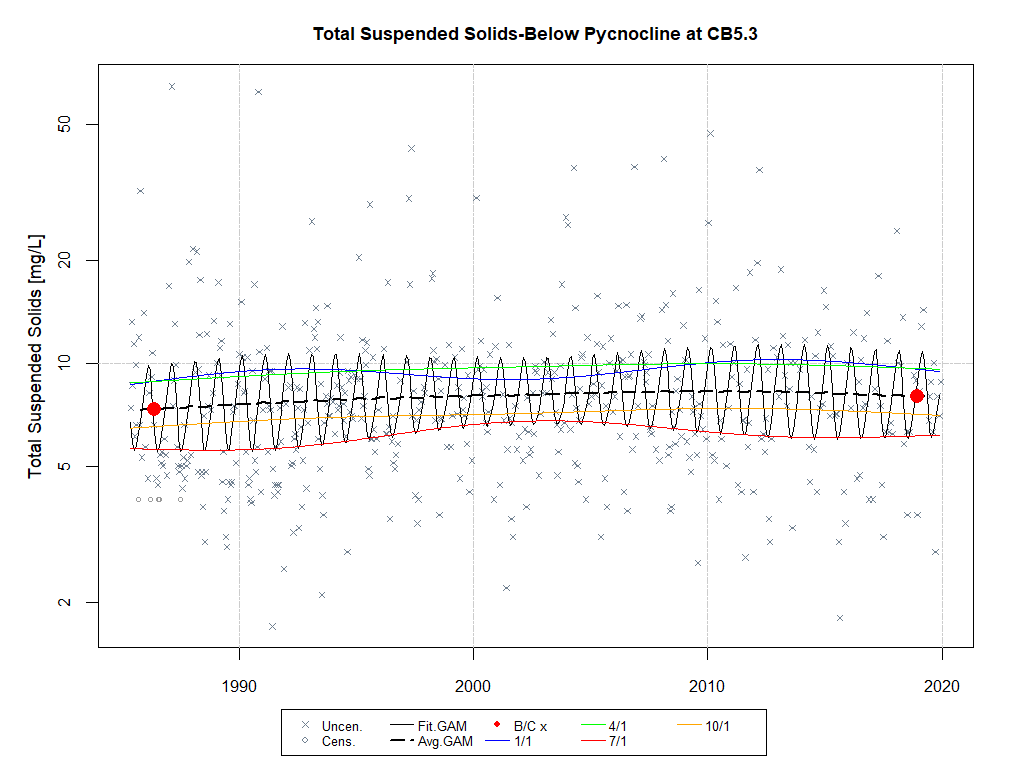 Total Suspended Solids-Below Pycnocline at CB5.3
Total Suspended Solids [mg/L]
50
20
10
5
2
1990 2000 2010 2020
Uncen. Fit.GAM B/C x 4/1 10/1
Cens. Avg.GAM 1/1 7/1